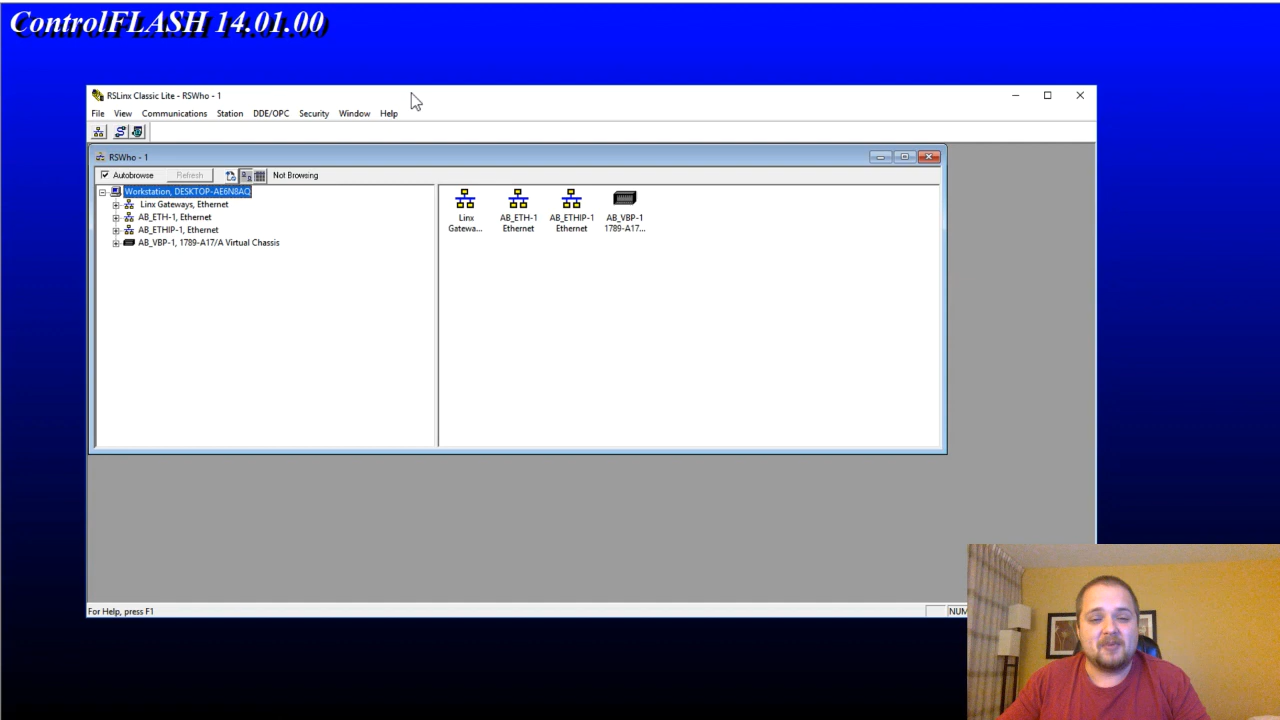 ControlFLASH 14.01.00
RSLinx Classic Lite - RSWho - 1
File View Communications Station DDE/OPC Security Window Help
RSWho - 1
Autobrowse Refresh Not Browsing
Workstation, DESKTOP-AE6N8AQ
Linx Gateways, Ethernet
AB_ETH-1, Ethernet
AB_ETHIP-1, Ethernet
AB_VBP-1, 1789-A17/A Virtual Chassis
Linx
Gatewa...
AB_ETH-1
Ethernet
AB_ETHIP-1
Ethernet
AB_VBP-1
1789-A17...
For Help, press F1
NUM